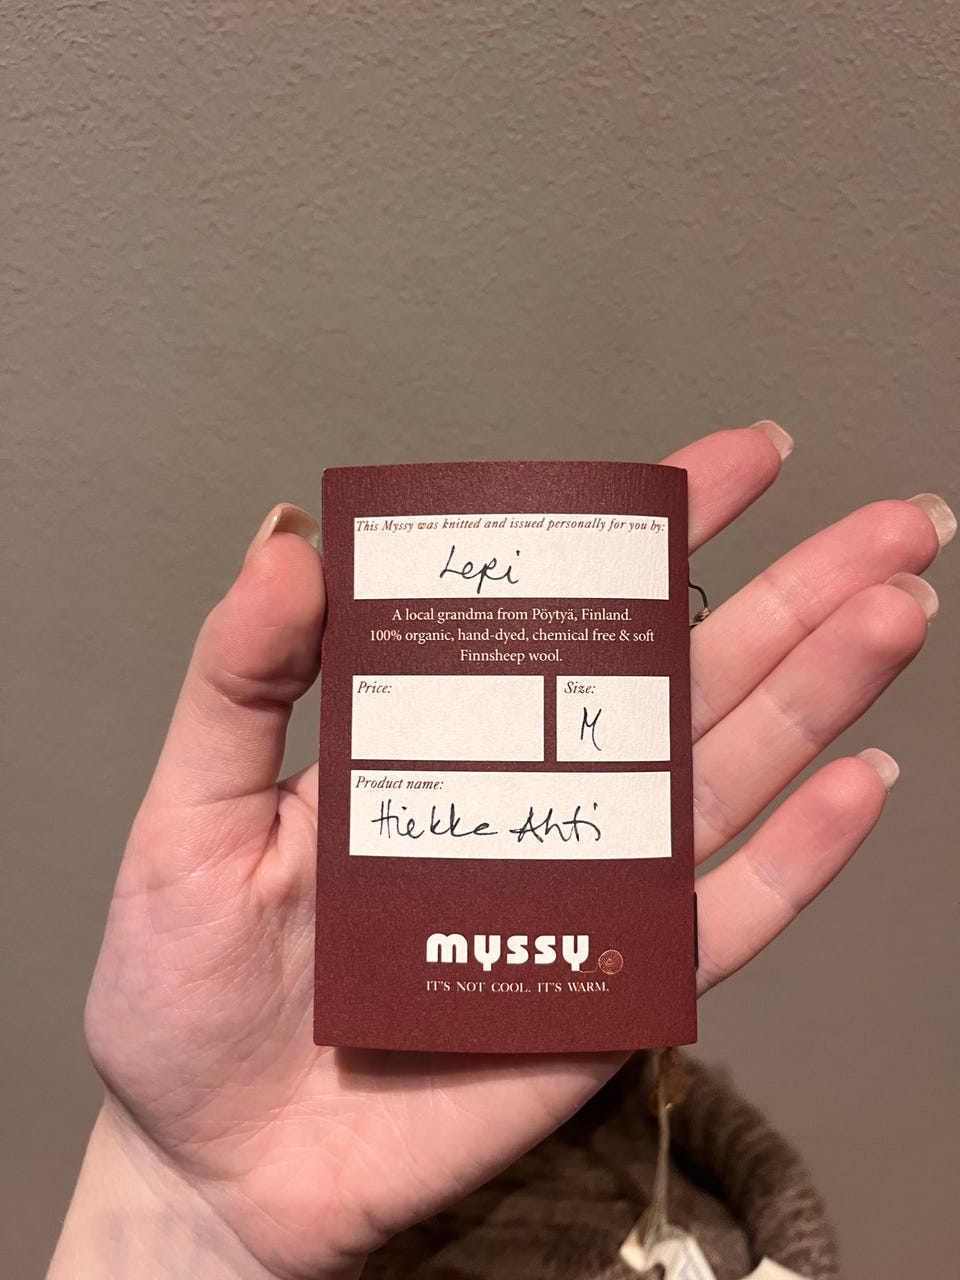 This Myssy was knitted and issued personally for you by:
Lepi
A local grandma from Pöytyä, Finland.
100% organic, hand-dyed, chemical free & soft
Finnsheep wool.
Price:
Size:
M
Product name:
Hiekke Ahti
myssy
IT'S NOT COOL. IT'S WARM.